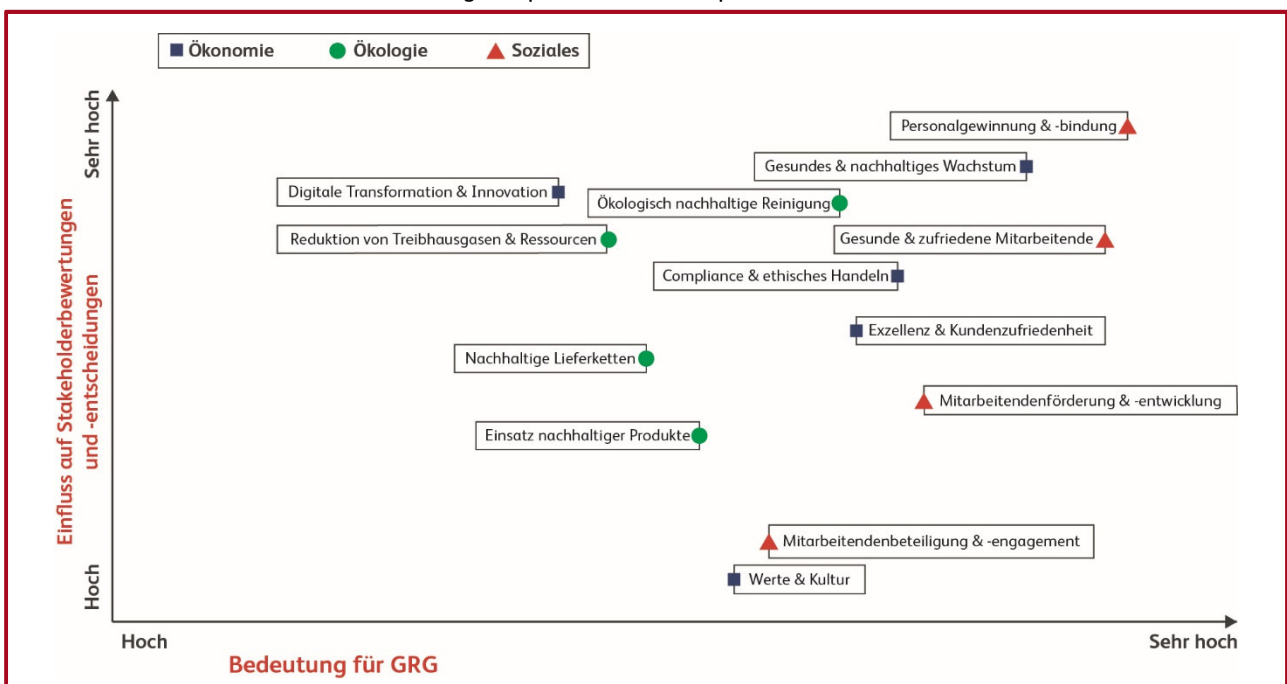 Ökonomie Ökologie Soziales
Sehr hoch
Einfluss auf Stakeholderbewertungen
und -entscheidungen
Hoch
Personalgewinnung & -bindung
Gesundes & nachhaltiges Wachstum
Digitale Transformation & Innovation
Ökologisch nachhaltige Reinigung
Reduktion von Treibhausgasen & Ressourcen
Gesunde & zufriedene Mitarbeitende
Compliance & ethisches Handeln
Exzellenz & Kundenzufriedenheit
Nachhaltige Lieferketten
Mitarbeitendenförderung & -entwicklung
Einsatz nachhaltiger Produkte
Mitarbeitendenbeteiligung & -engagement
Werte & Kultur
Hoch
Sehr hoch
Bedeutung für GRG